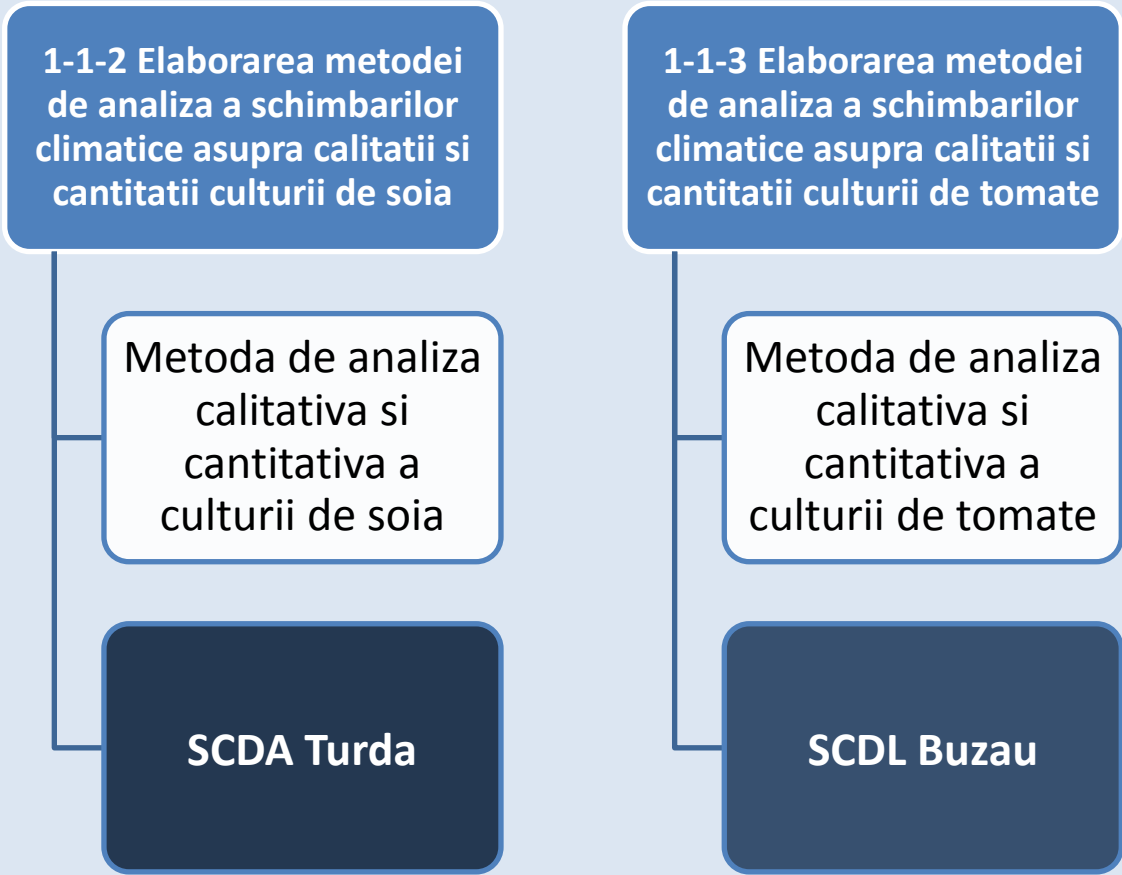 1-1-2 Elaborarea metodei
de analiza a schimbarilor
climatice asupra calitatii si
cantitatii culturii de soia
Metoda de analiza
calitativa si
cantitativa a
culturii de soia
SCDA Turda
1-1-3 Elaborarea metodei
de analiza a schimbarilor
climatice asupra calitatii si
cantitatii culturii de tomate
Metoda de analiza
calitativa si
cantitativa a
culturii de tomate
SCDL Buzau